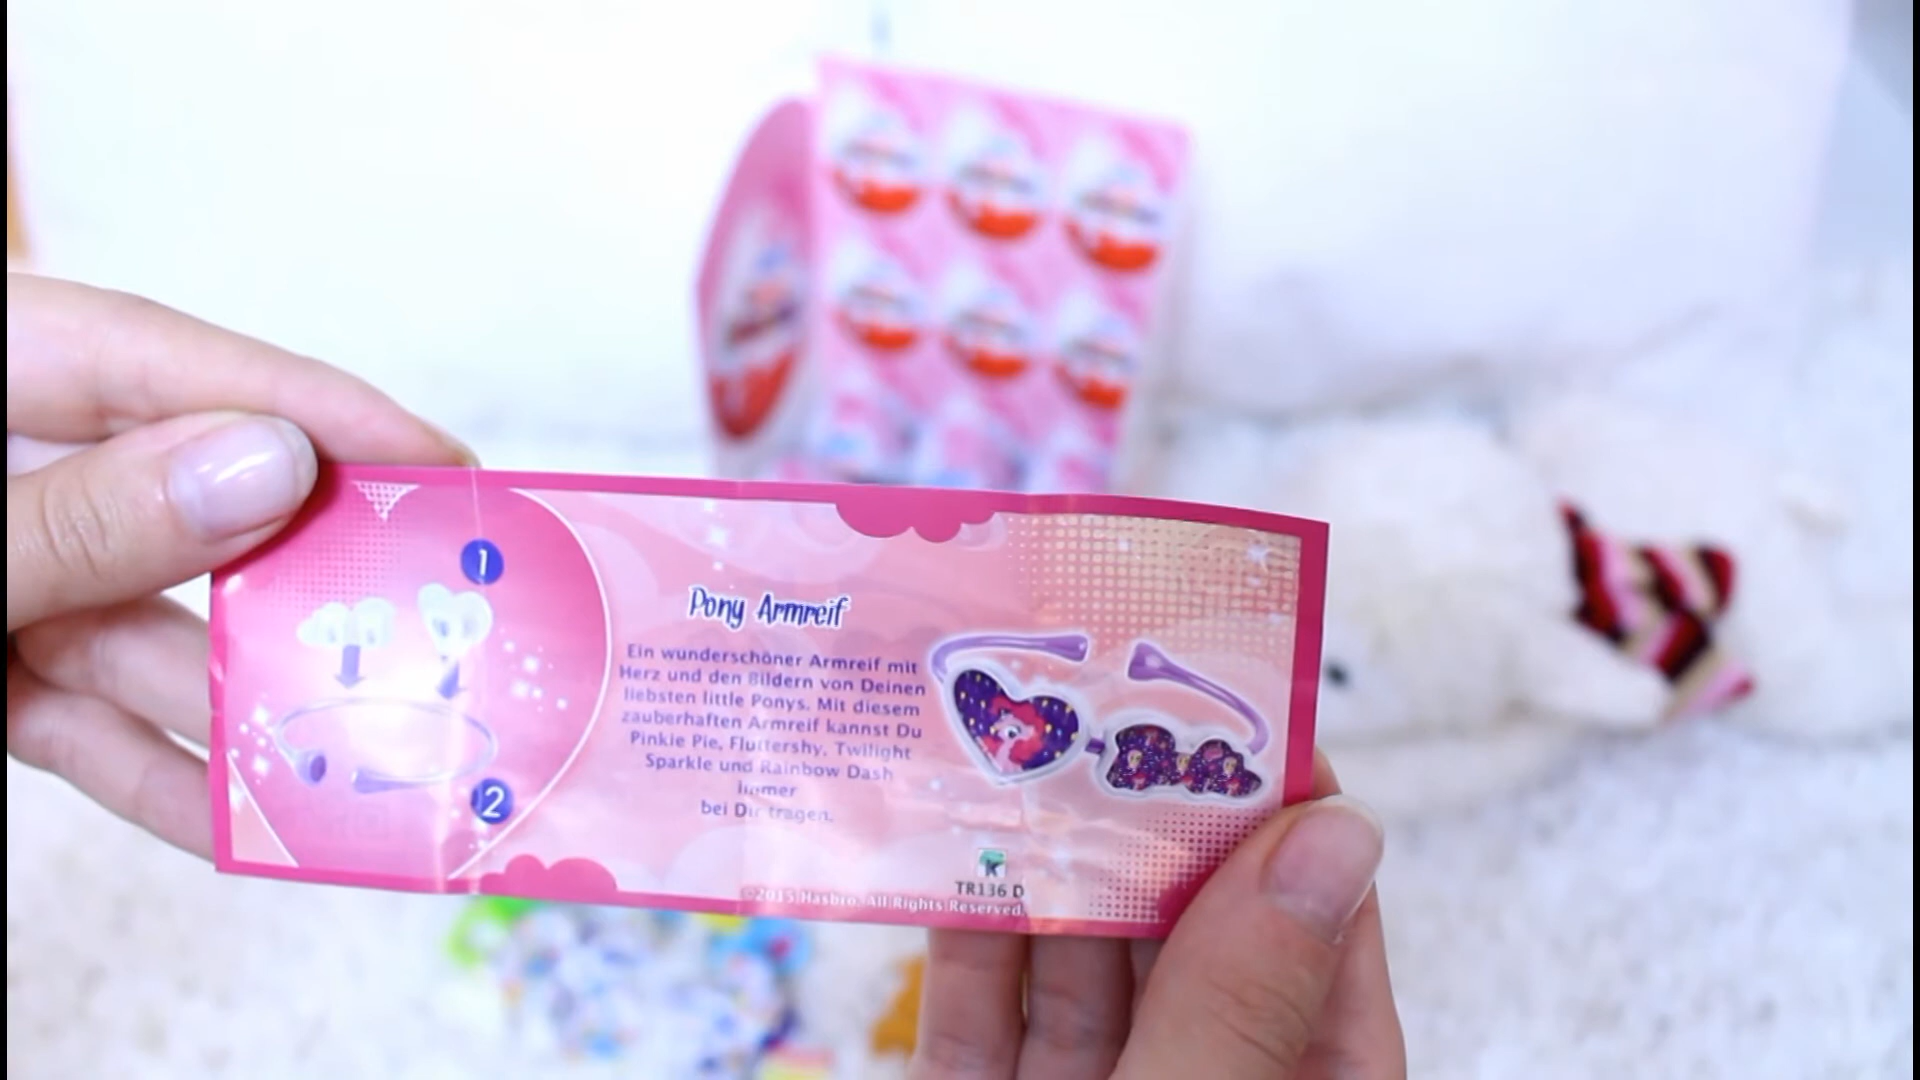 1
2
Pony Armreif
Ein wunderschöner Armreif mit
Herz und den Bildern von Deinen
liebsten little Ponys. Mit diesem
zauberhaften Armreif kannst Du
Pinkie Pie, Fluttershy, Twilight
Sparkle und Rainbow Dash
immer
bei Dir tragen.
K
TR136 D
©2015 Hasbro. All Rights Reserved.